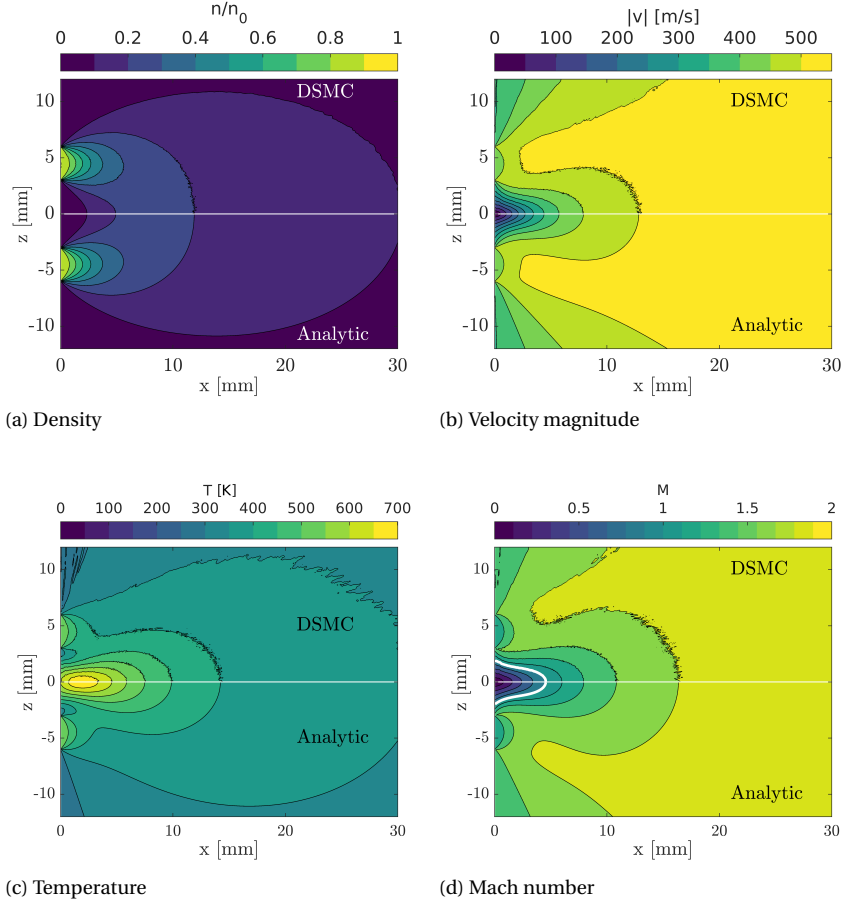 n/n0
0 0.2 0.4 0.6 0.8 1
DSMC
Analytic
z [mm]
10
5
0
-5
-10
0 10 20 30
x [mm]
(a) Density
|v| [m/s]
0 100 200 300 400 500
DSMC
Analytic
z [mm]
10
5
0
-5
-10
0 10 20 30
x [mm]
(b) Velocity magnitude
T [K]
0 100 200 300 400 500 600 700
DSMC
Analytic
z [mm]
10
5
0
-5
-10
0 10 20 30
x [mm]
(c) Temperature
M
0 0.5 1 1.5 2
DSMC
Analytic
z [mm]
10
5
0
-5
-10
0 10 20 30
x [mm]
(d) Mach number